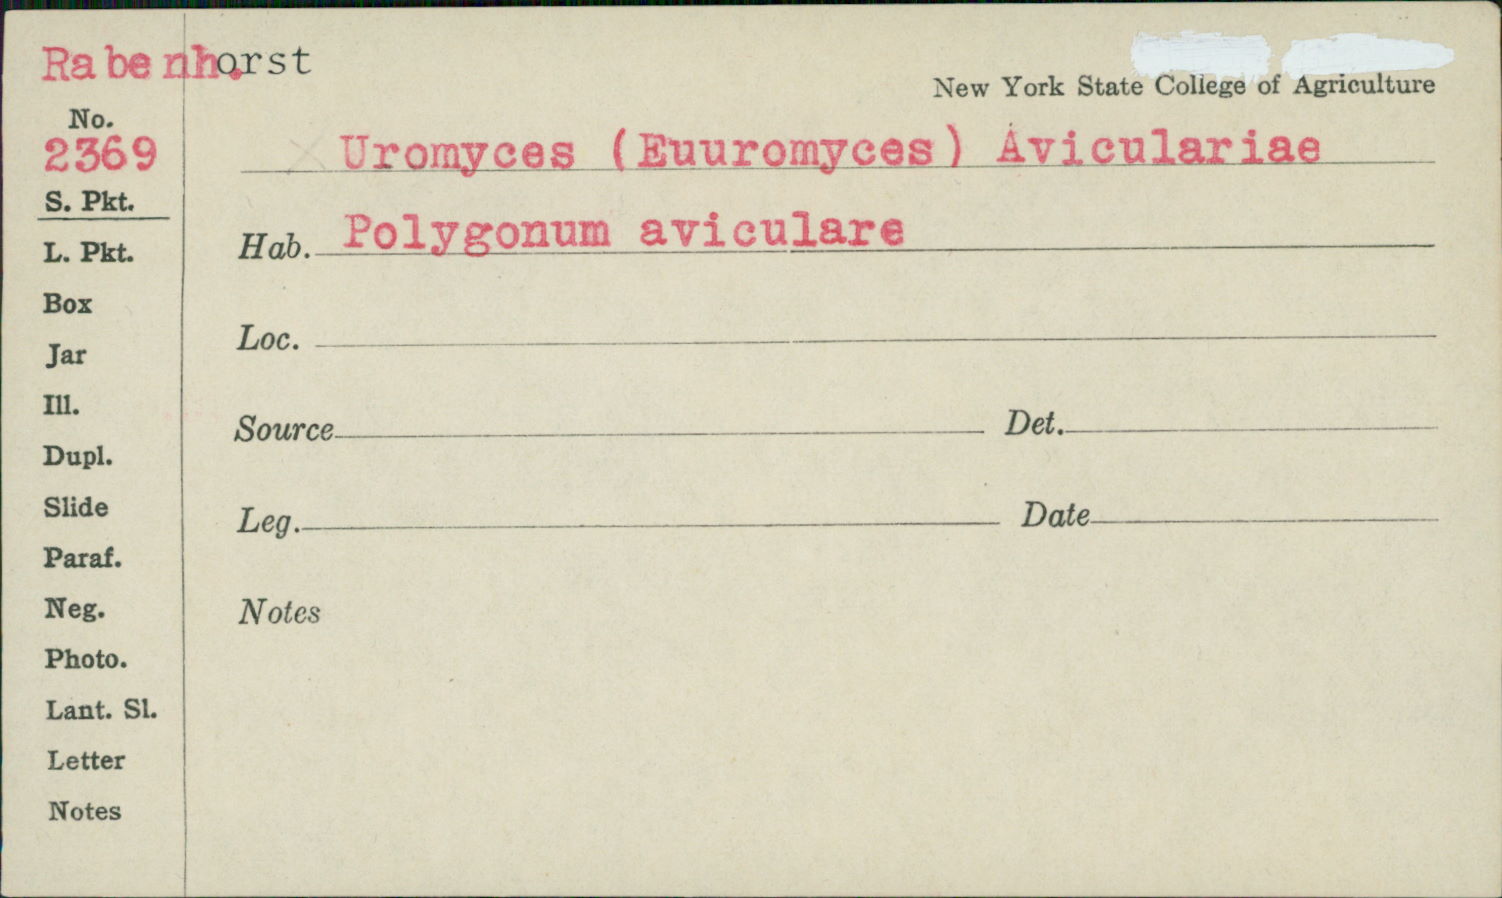 Rabenhorst
New York State College of Agriculture
No.
2369
Uromyces (Euuromyces) Aviculariae
S. Pkt.
Hab. Polygonum aviculare
L. Pkt.
Box
Loc.
Jar
Ill.
Source Det.
Dupl.
Slide
Leg. Date
Paraf.
Neg.
Notes
Photo.
Lant. Sl.
Letter
Notes